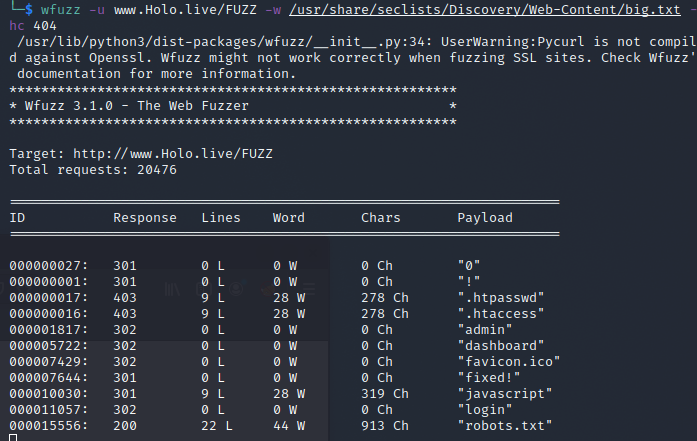 └─$ wfuzz -u www.Holo.live/FUZZ -w /usr/share/seclists/Discovery/Web-Content/big.txt -
hc 404
/usr/lib/python3/dist-packages/wfuzz/__init__.py:34: UserWarning:Pycurl is not compil
d against Openssl. Wfuzz might not work correctly when fuzzing SSL sites. Check Wfuzz'
documentation for more information.
********************************************************
* Wfuzz 3.1.0 - The Web Fuzzer                         *
********************************************************
Target: http://www.Holo.live/FUZZ
Total requests: 20476
=====================================================================
ID Response Lines Word Chars Payload
=====================================================================
000000027: 301 0 L 0 W 0 Ch "0"
000000001: 301 0 L 0 W 0 Ch "!"
000000017: 403 9 L 28 W 278 Ch ".htpasswd"
000000016: 403 9 L 28 W 278 Ch ".htaccess"
000001817: 302 0 L 0 W 0 Ch "admin"
000005722: 302 0 L 0 W 0 Ch "dashboard"
000007429: 302 0 L 0 W 0 Ch "favicon.ico"
000007644: 301 0 L 0 W 0 Ch "fixed!"
000010030: 301 9 L 28 W 319 Ch "javascript"
000011057: 302 0 L 0 W 0 Ch "login"
000015556: 200 22 L 44 W 913 Ch "robots.txt"